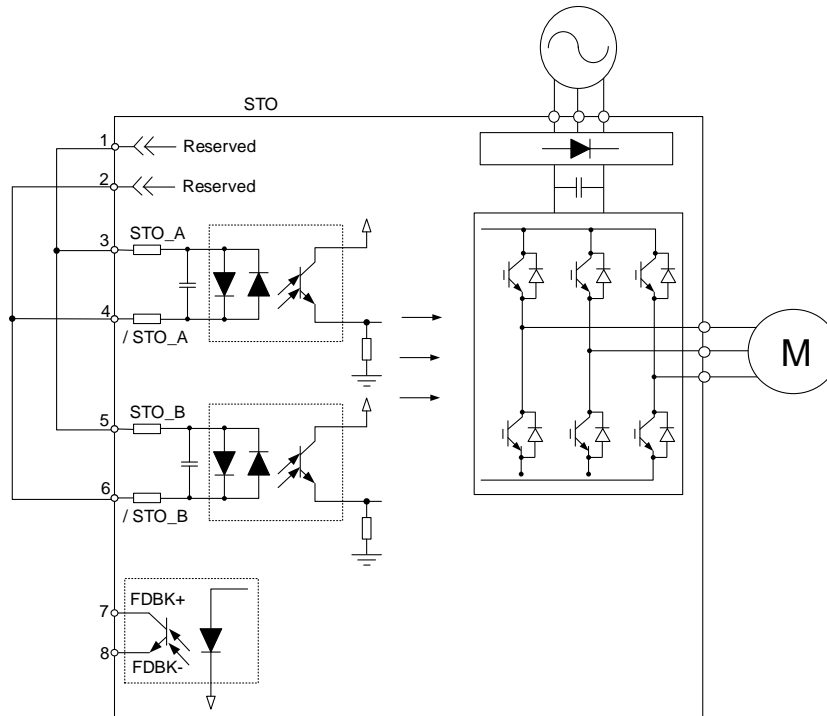 STO
1 Reserved
2 Reserved
3 STO_A
4
/ STO_A
5 STO_B
6
/ STO_B
7 FDBK+
8 FDBK-
M